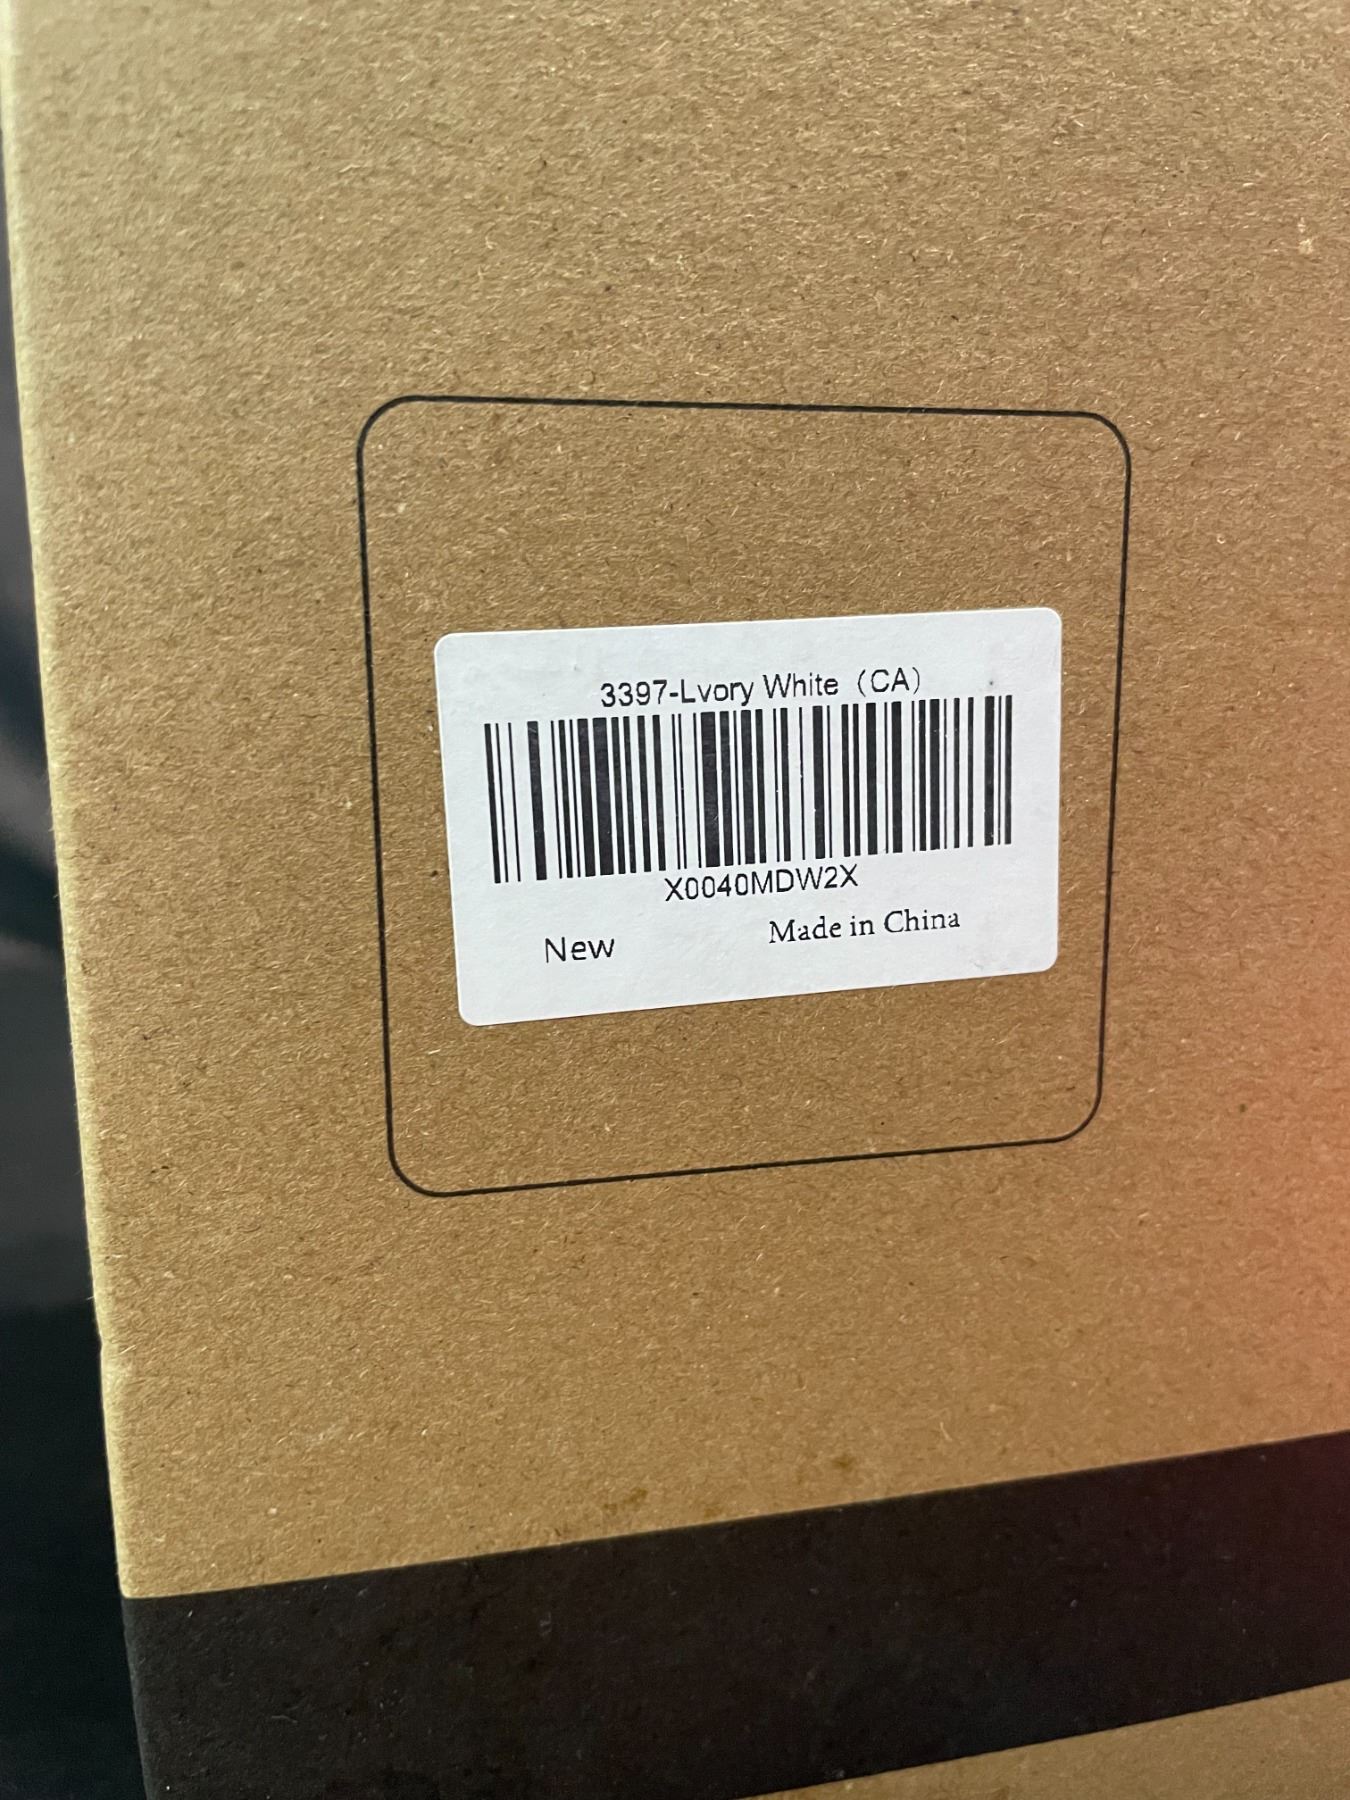 3397-Lvory White（CA）
X0040MDW2X
New
Made in China